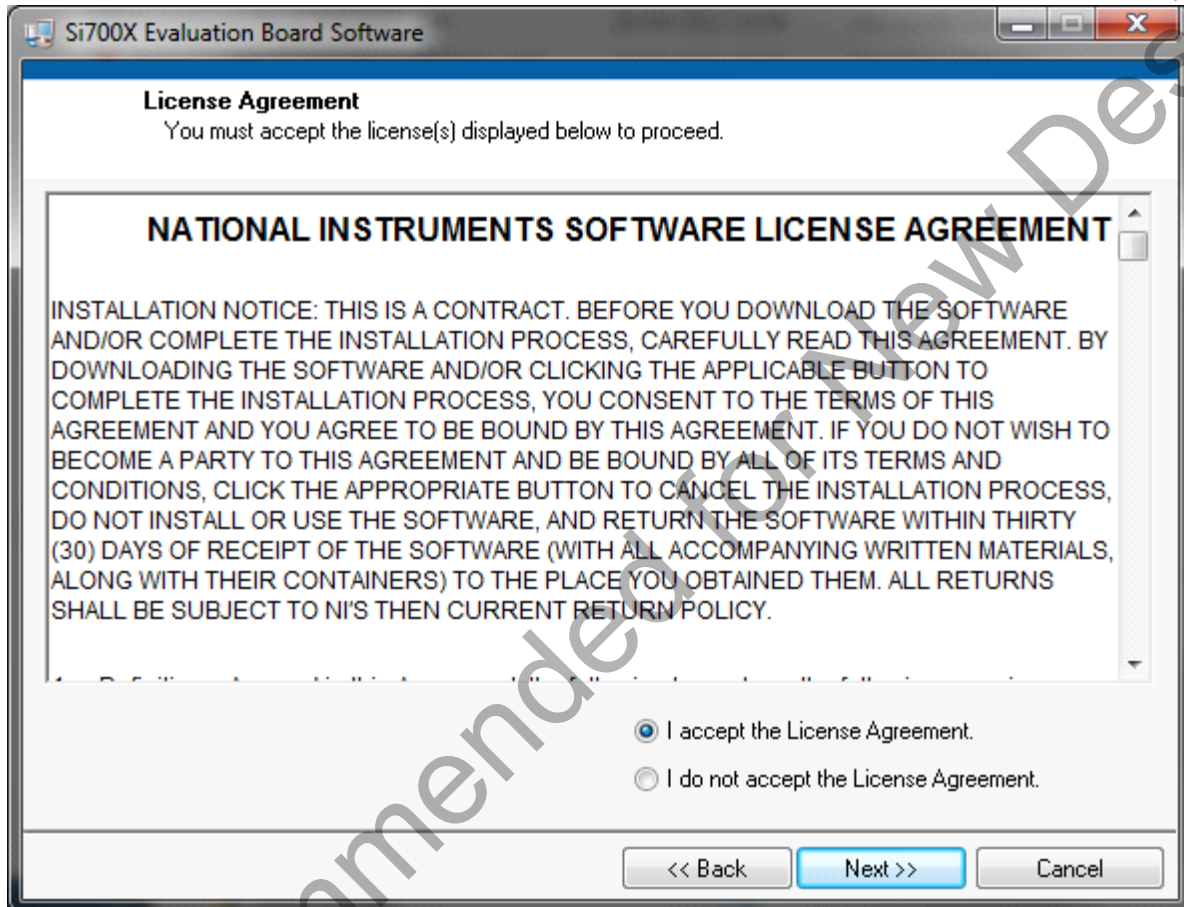 Si700X Evaluation Board Software
License Agreement
You must accept the license(s) displayed below to proceed.
NATIONAL INSTRUMENTS SOFTWARE LICENSE AGREEMENT
INSTALLATION NOTICE: THIS IS A CONTRACT. BEFORE YOU DOWNLOAD THE SOFTWARE
AND/OR COMPLETE THE INSTALLATION PROCESS, CAREFULLY READ THIS AGREEMENT. BY
DOWNLOADING THE SOFTWARE AND/OR CLICKING THE APPLICABLE BUTTON TO
COMPLETE THE INSTALLATION PROCESS, YOU CONSENT TO THE TERMS OF THIS
AGREEMENT AND YOU AGREE TO BE BOUND BY THIS AGREEMENT. IF YOU DO NOT WISH TO
BECOME A PARTY TO THIS AGREEMENT AND BE BOUND BY ALL OF ITS TERMS AND
CONDITIONS, CLICK THE APPROPRIATE BUTTON TO CANCEL THE INSTALLATION PROCESS,
DO NOT INSTALL OR USE THE SOFTWARE, AND RETURN THE SOFTWARE WITHIN THIRTY
(30) DAYS OF RECEIPT OF THE SOFTWARE (WITH ALL ACCOMPANYING WRITTEN MATERIALS,
ALONG WITH THEIR CONTAINERS) TO THE PLACE YOU OBTAINED THEM. ALL RETURNS
SHALL BE SUBJECT TO NI'S THEN CURRENT RETURN POLICY.
I accept the License Agreement.
I do not accept the License Agreement.
<< Back
Next >>
Cancel
mmended for New Des